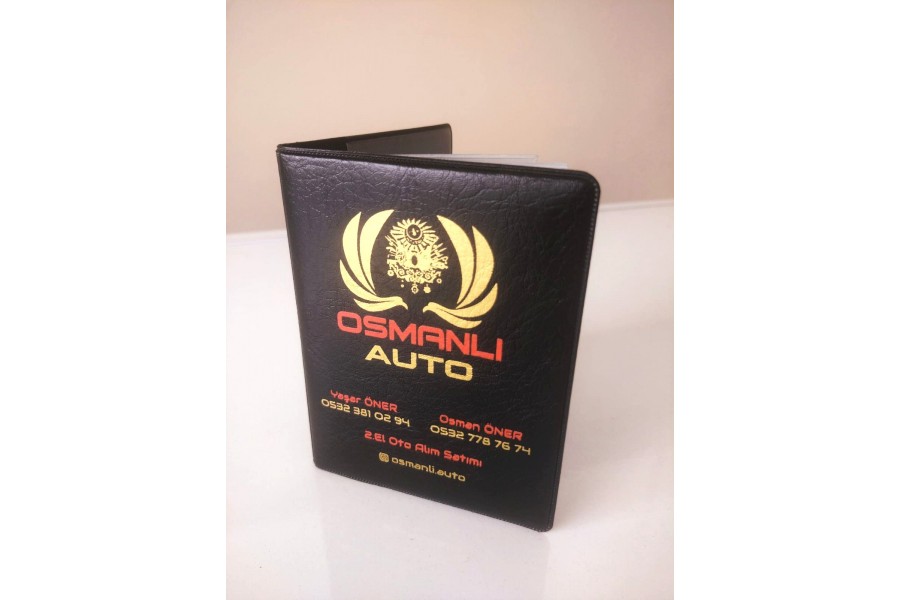 OSMANLI
AUTO
Yaşar ÖNER
0532 381 02 94
Osman ÖNER
0532 778 76 74
2.El Oto Alım Satımı
osmanli.auto